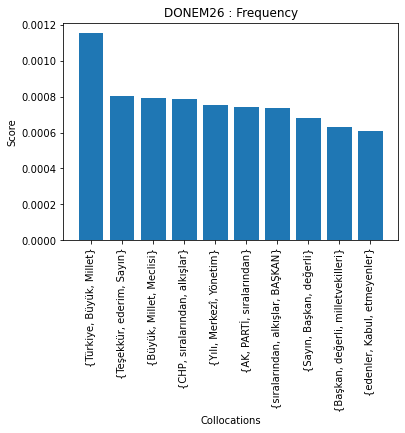 DONEM26 : Frequency
Score
0.0012
0.0010
0.0008
0.0006
0.0004
0.0002
0.0000
{Türkiye, Büyük, Millet}
{Teşekkür, ederim, Sayın}
{Büyük, Millet, Meclisi}
{CHP, sıralarından, alkışlar}
{Yılı, Merkezî, Yönetim}
{AK, PARTİ, sıralarından}
{sıralarından, alkışlar, BAŞKAN}
{Sayın, Başkan, değerli}
{Başkan, değerli, milletvekilleri}
{edenler, Kabul, etmeyenler}
Collocations